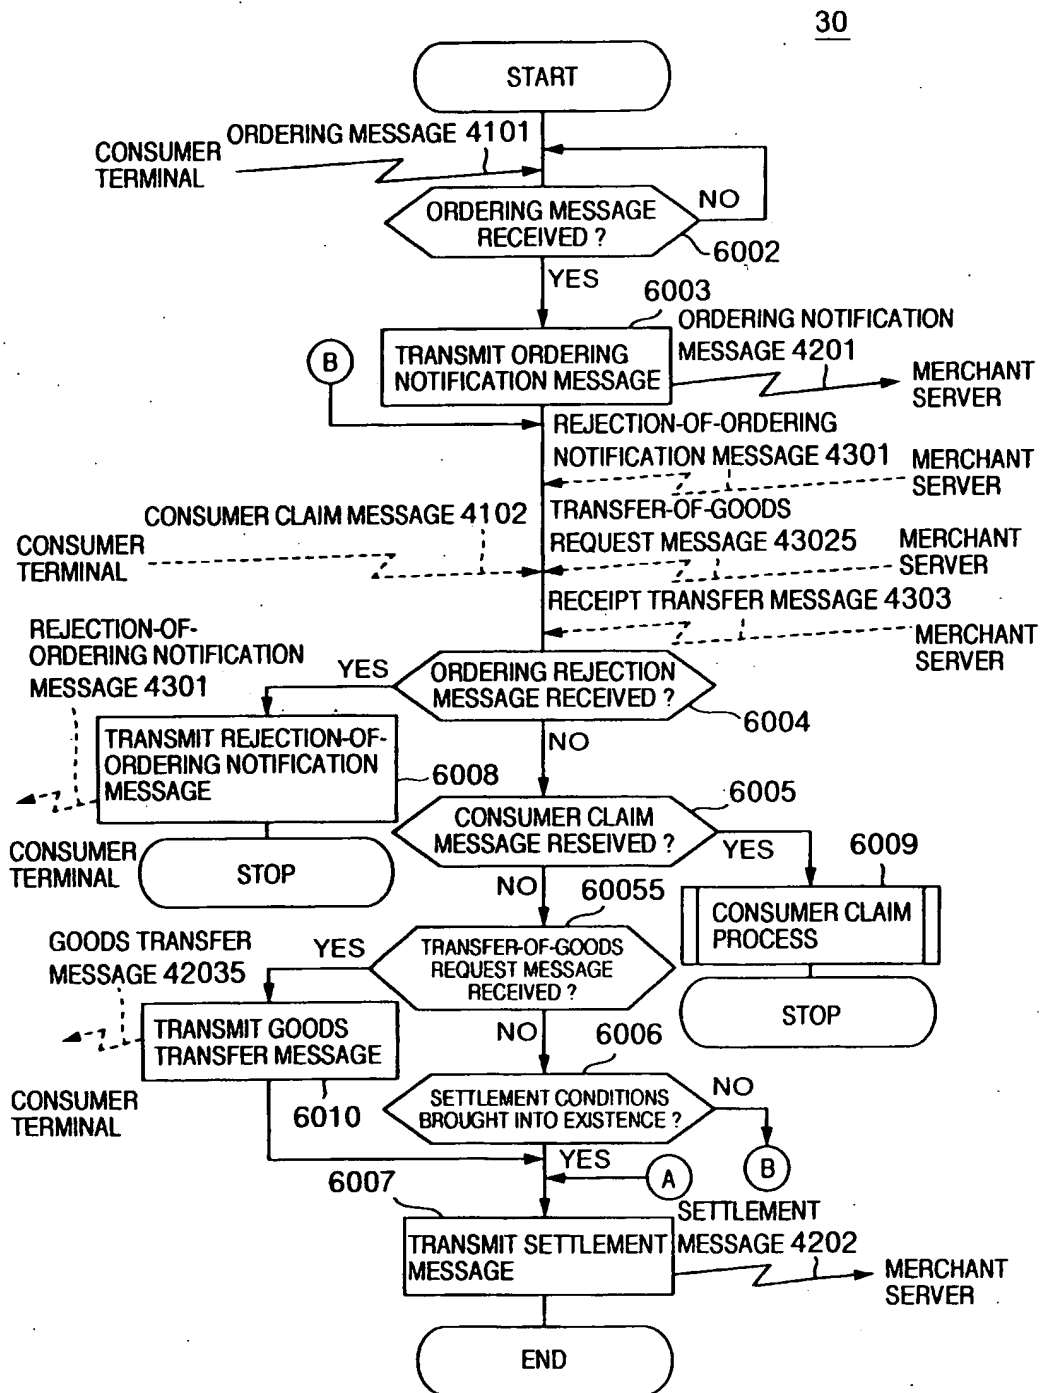 30
START
ORDERING MESSAGE 4101
CONSUMER
TERMINAL
NO
ORDERING MESSAGE
RECEIVED ?
6002
YES
6003
ORDERING NOTIFICATION
MESSAGE 4201
B
TRANSMIT ORDERING
NOTIFICATION MESSAGE
MERCHANT
SERVER
REJECTION-OF-ORDERING
NOTIFICATION MESSAGE 4301
MERCHANT
SERVER
CONSUMER CLAIM MESSAGE 4102
CONSUMER
TERMINAL
TRANSFER-OF-GOODS
REQUEST MESSAGE 43025
MERCHANT
SERVER
RECEIPT TRANSFER MESSAGE 4303
MERCHANT
SERVER
REJECTION-OF-
ORDERING NOTIFICATION
MESSAGE 4301
YES
ORDERING REJECTION
MESSAGE RECEIVED ?
6004
NO
TRANSMIT REJECTION-OF-
ORDERING NOTIFICATION
MESSAGE
6008
CONSUMER
TERMINAL
STOP
6005
CONSUMER CLAIM
MESSAGE RESEIVED ?
YES
NO
6009
CONSUMER CLAIM
PROCESS
STOP
60055
GOODS TRANSFER
MESSAGE 42035
YES
TRANSFER-OF-GOODS
REQUEST MESSAGE
RECEIVED ?
NO
TRANSMIT GOODS
TRANSFER MESSAGE
6010
CONSUMER
TERMINAL
6006
SETTLEMENT CONDITIONS
BROUGHT INTO EXISTENCE ?
NO
B
YES
A
6007
SETTLEMENT
MESSAGE 4202
TRANSMIT SETTLEMENT
MESSAGE
MERCHANT
SERVER
END